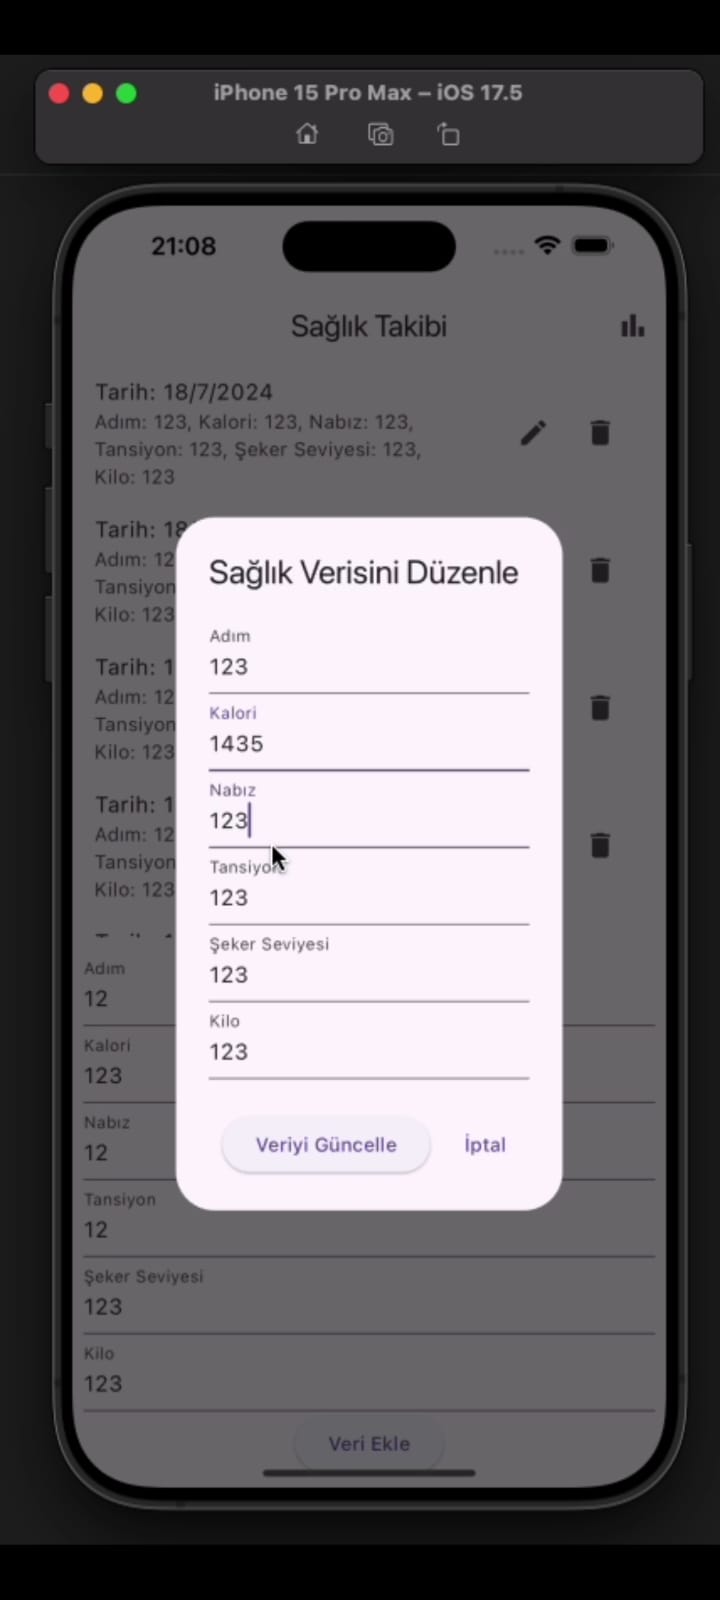 iPhone 15 Pro Max – iOS 17.5
21:08
Sağlık Takibi
Tarih: 18/7/2024
Adım: 123, Kalori: 123, Nabız: 123,
Tansiyon: 123, Şeker Seviyesi: 123,
Kilo: 123
Tarih: 18
Adım: 12
Tansiyon
Kilo: 123
Tarih: 1
Adım: 12
Tansiyon
Kilo: 123
Tarih: 1
Adım: 12
Tansiyon
Kilo: 123
Sağlık Verisini Düzenle
Adım
123
Kalori
1435
Nabız
123
Tansiyon
123
Şeker Seviyesi
123
Kilo
123
Veriyi Güncelle
İptal
Adım
12
Kalori
123
Nabız
12
Tansiyon
12
Şeker Seviyesi
123
Kilo
123
Veri Ekle